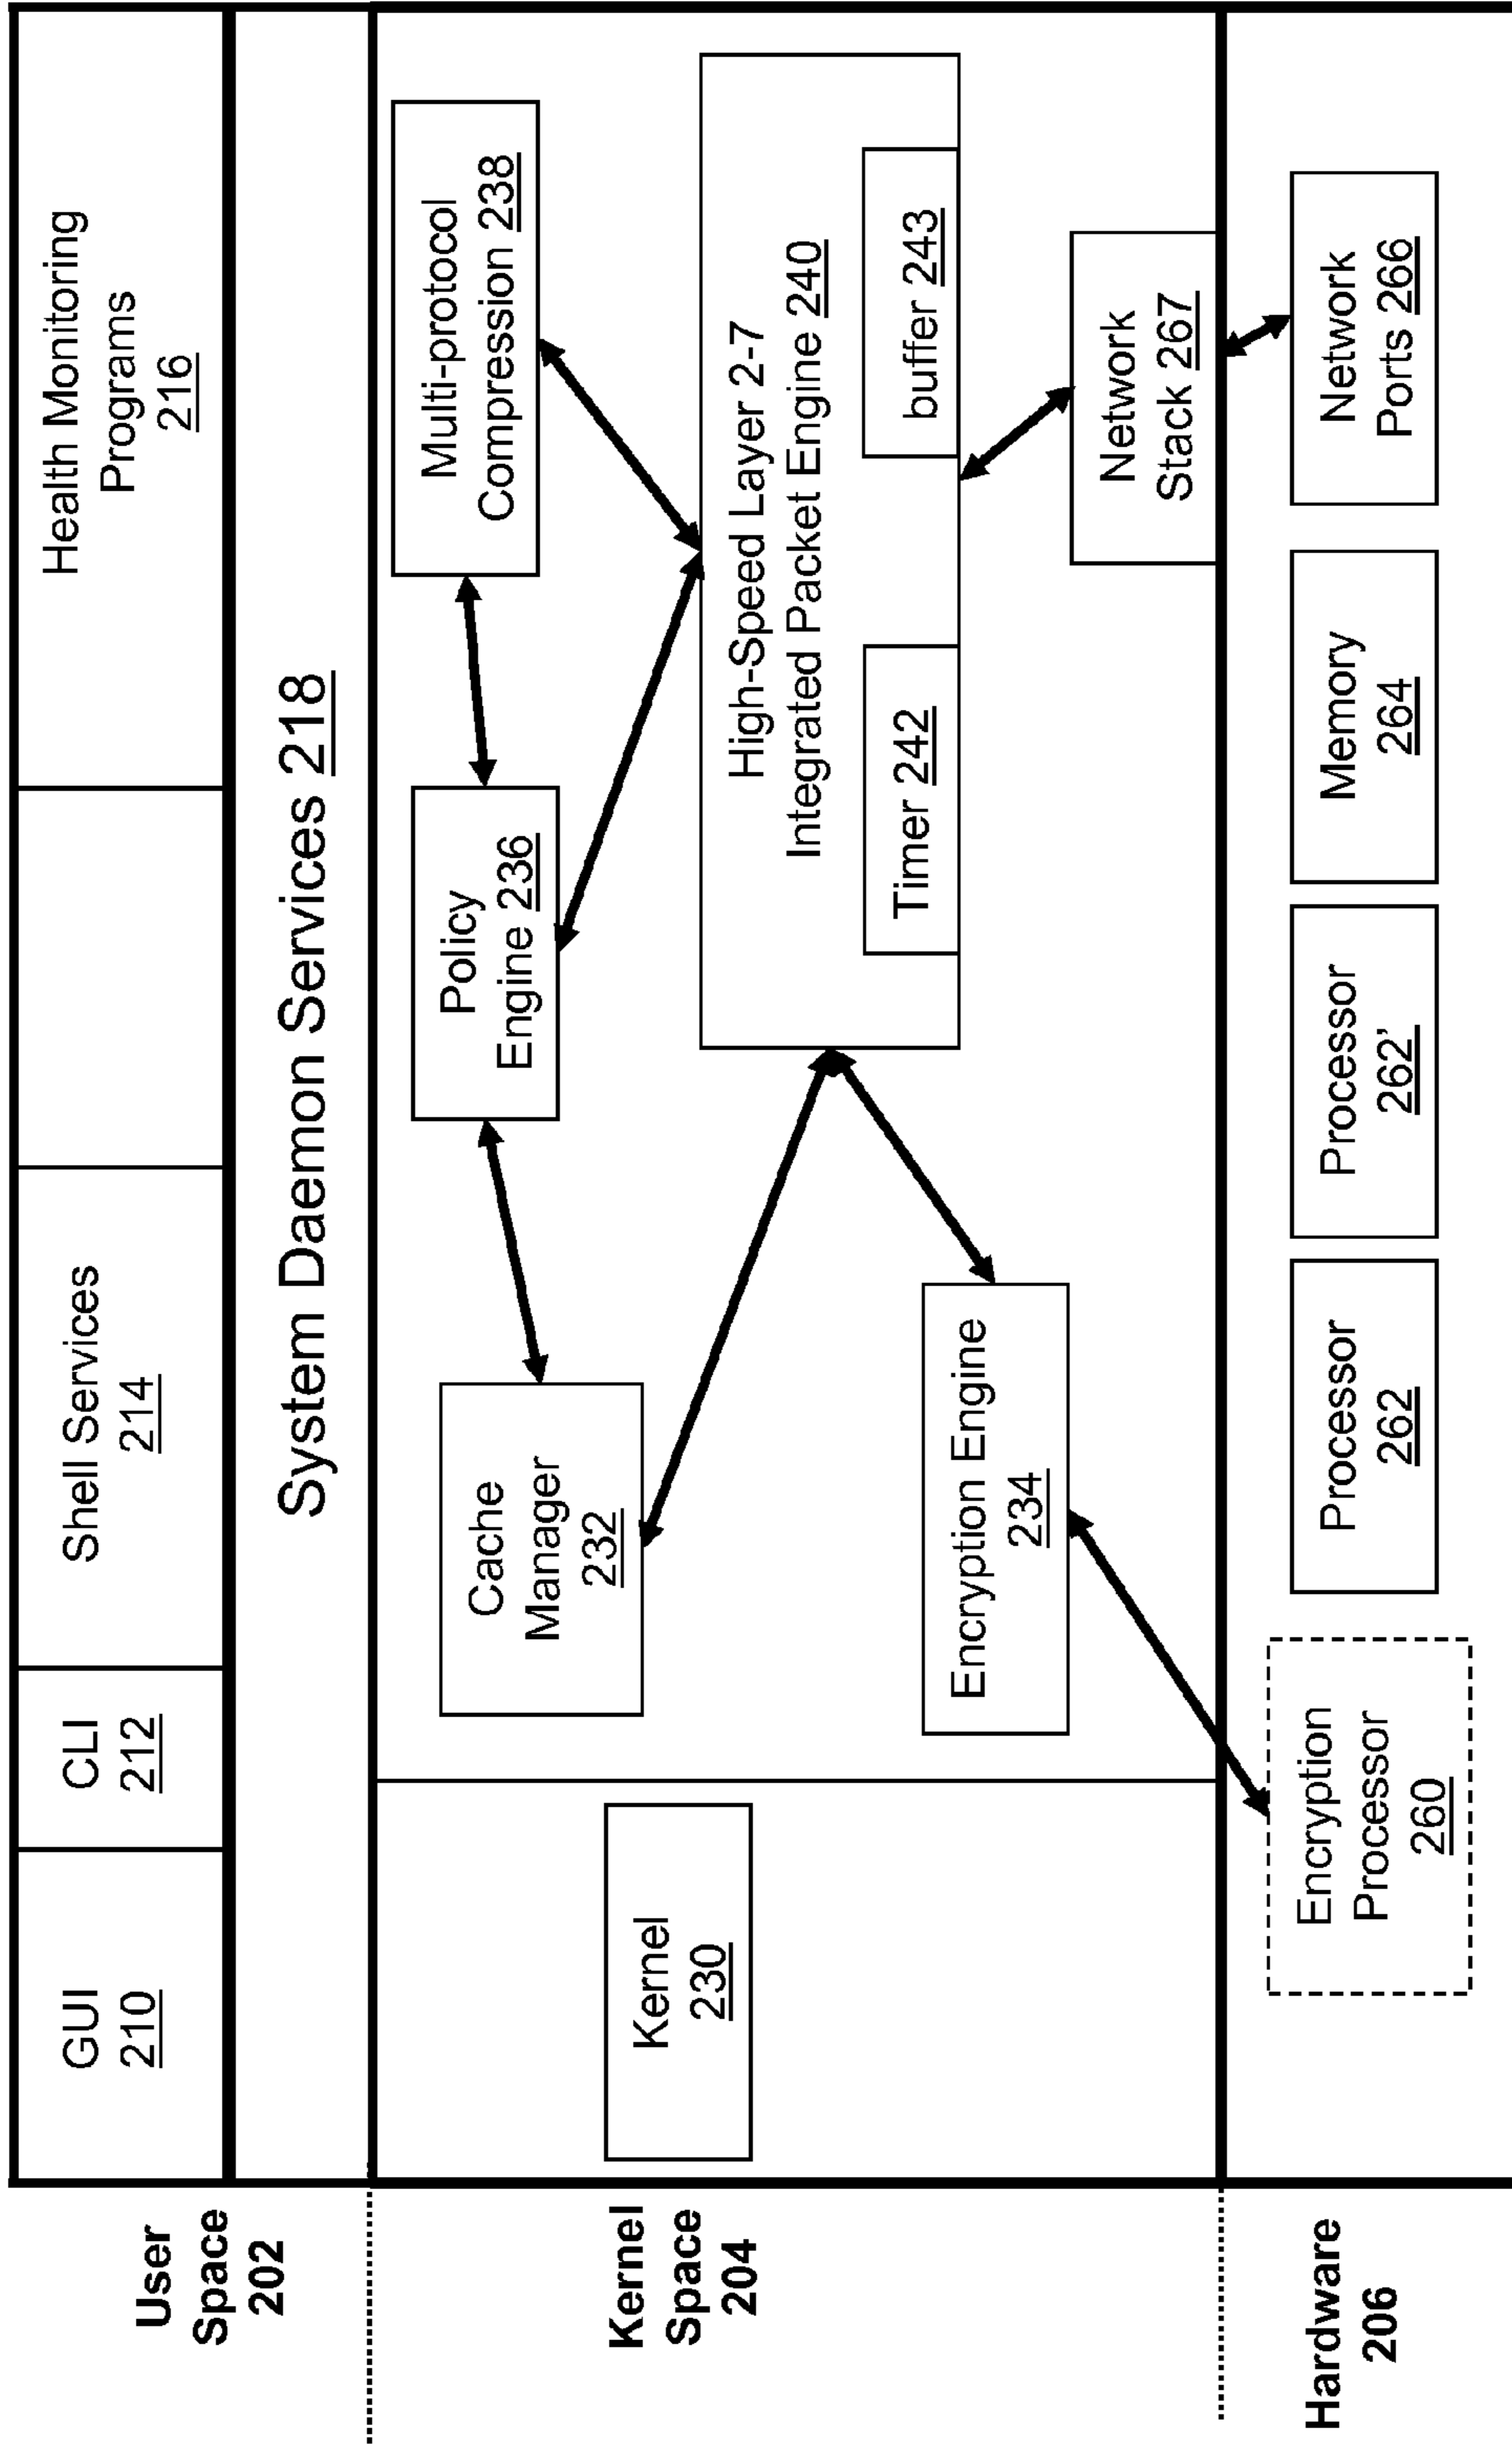 User
Space
202
GUI
210
CLI
212
Shell Services
214
Health Monitoring
Programs
216
System Daemon Services 218
Kernel
Space
204
Kernel
230
Cache
Manager
232
Policy
Engine 236
Multi-protocol
Compression 238
High-Speed Layer 2-7
Integrated Packet Engine 240
Timer 242
buffer 243
Encryption Engine
234
Network
Stack 267
Hardware
206
Encryption
Processor
260
Processor
262
Processor
262’
Memory
264
Network
Ports 266